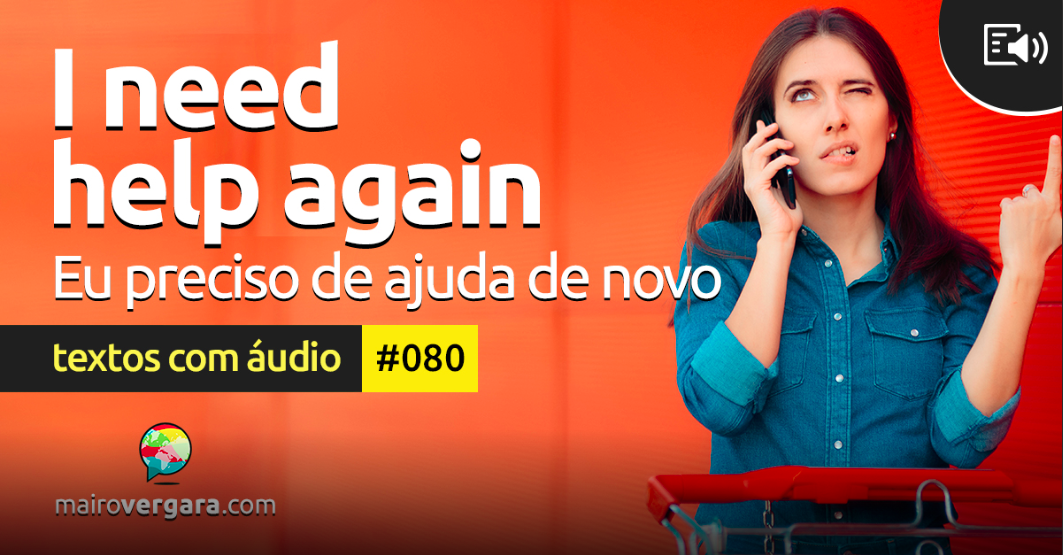 I need
help again
Eu preciso de ajuda de novo
textos com áudio #080
mairovergara.com